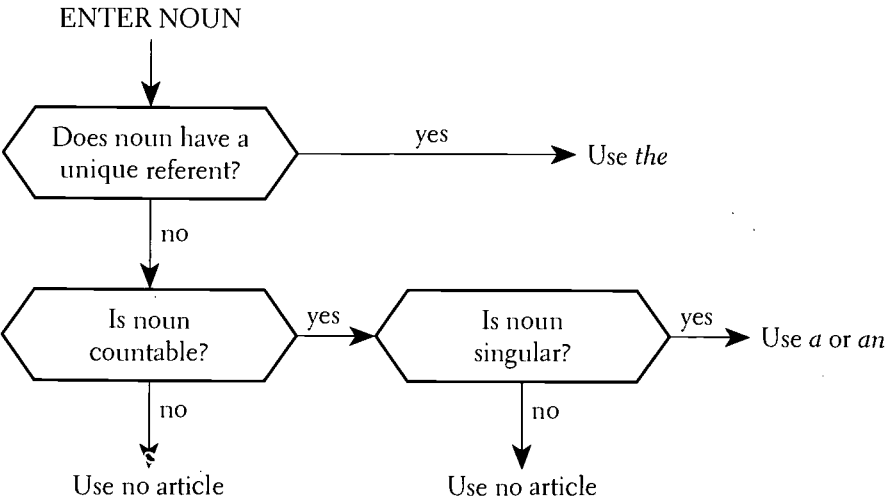 ENTER NOUN
Does noun have a
unique referent?
yes
Use the
no
Is noun
countable?
yes
Is noun
singular?
yes
Use a or an
no
no
Use no article
Use no article